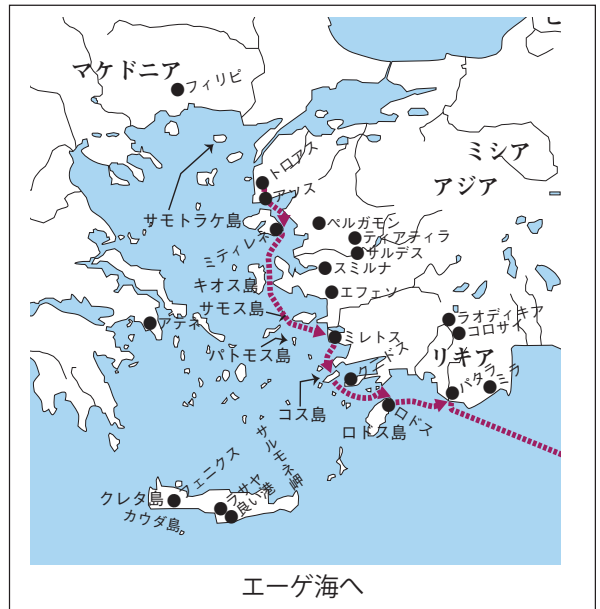 マケドニア
フィリピ
トロアス
アソス
ミシア
アジア
サモトラケ島
ミティレネ
ペルガモン
ティアティラ
サルデス
スミルナ
キオス島
エフェソ
サモス島
アテネ
ミレトス
ラオディキア
コロサイ
パトモス島
リキア
クニドス
パタラ
ミラ
コス島
ロドス
ロドス島
サルモネ岬
フェニクス
クレタ島
ラサヤ
良い港
カウダ島
エーゲ海へ